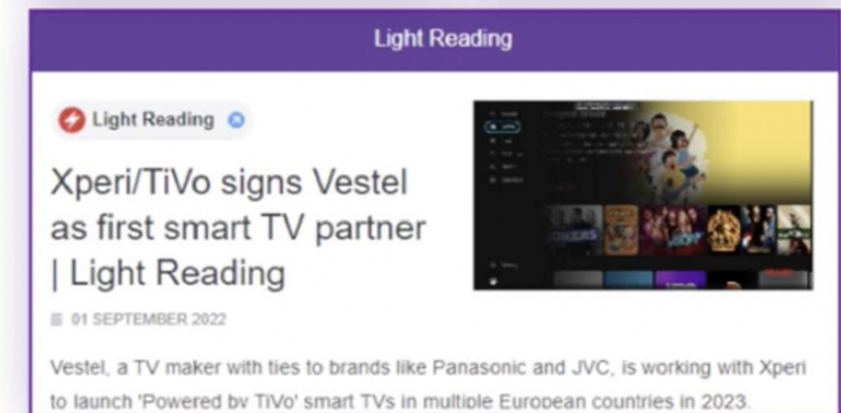 Light Reading
Light Reading
Xperi/TiVo signs Vestel
as first smart TV partner
| Light Reading
01 SEPTEMBER 2022
Vestel, a TV maker with ties to brands like Panasonic and JVC, is working with Xperi
to launch 'Powered by TiVo' smart TVs in multiple European countries in 2023.